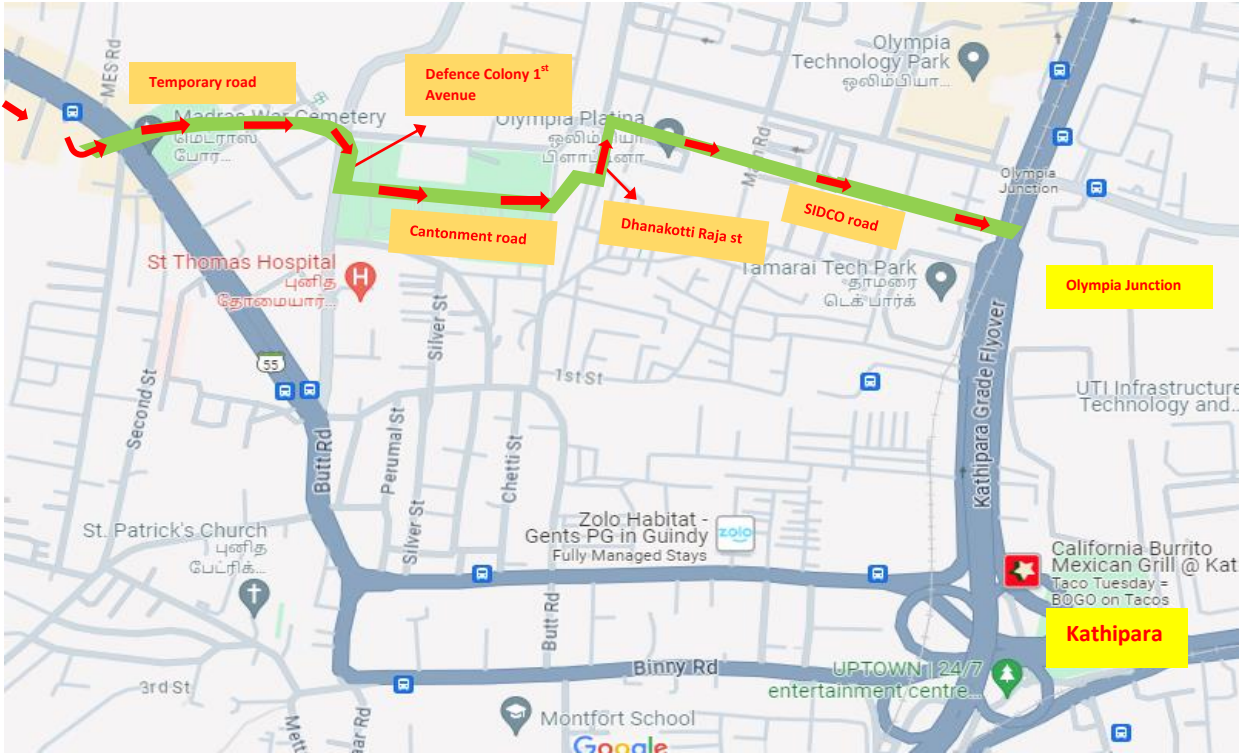 MES Rd
Temporary road
Defence Colony 1st
Avenue
Olympia
Technology Park
ஒலிம்பியா...
Madras War Cemetery
மெட்ராஸ்
போர்...
Olympia Platina
ஒலிம்பியா
பிளாட்டினா
Main Rd
Olympia
Junction
Cantonment road
Dhanakotti Raja st
SIDCO road
St Thomas Hospital
புனித
தோமையார்...
Tamarai Tech Park
தாமரை
டெக் பார்க்
Olympia Junction
Silver St
Second St
55
1st St
Kathipara Grade Flyover
UTI Infrastructure
Technology and...
Butt Rd
Perumal St
Chetti St
Silver St
St. Patrick's Church
புனித
பேட்ரிக்...
Zolo Habitat -
Gents PG in Guindy
Fully Managed Stays
zolo
California Burrito
Mexican Grill @ Kat
Taco Tuesday =
BOGO on Tacos
Kathipara
Butt Rd
Binny Rd
UPTOWN | 24/7
entertainment centre...
3rd St
Montfort School
Google